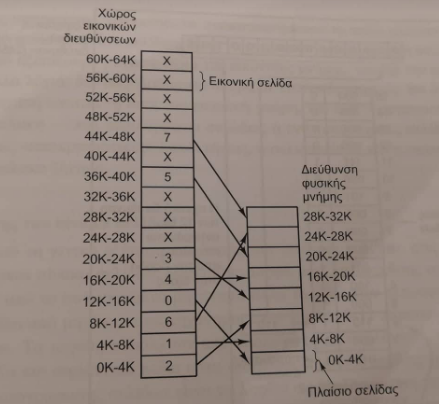 Χώρος
εικονικών
διευθύνσεων
60K-64K X
56K-60K X Εικονική σελίδα
52K-56K X
48K-52K X
44K-48K 7
40K-44K X
36K-40K 5
32K-36K X
28K-32K X
24K-28K X
20K-24K 3
16K-20K 4
12K-16K 0
8K-12K 6
4K-8K 1
0K-4K 2
Διεύθυνση
φυσικής
μνήμης
28K-32K
24K-28K
20K-24K
16K-20K
12K-16K
8K-12K
4K-8K
0K-4K
Πλαίσιο σελίδας